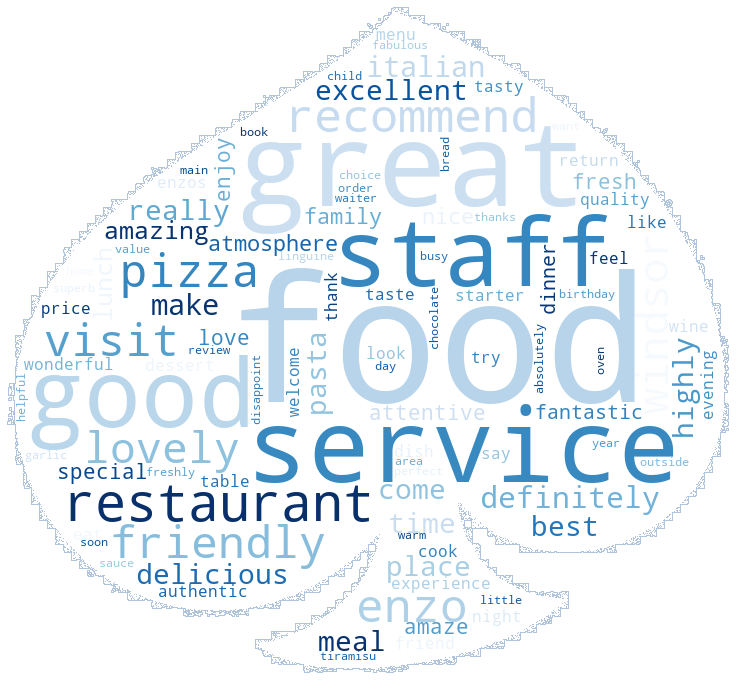 menu
fabulous
italian
child
excellent
tasty
recommend
book
great
bread
want
main
enzos
enjoy
choice
order
waiter
return
fresh
quality
really
family
nice
thanks
like
amazing
atmosphere
staff
value
linguine
busy
feel
pizza
lunch
superb
thank
taste
starter
dinner
birthday
price
make
food
chocolate
windsor
visit
love
review
wonderful
dessert
pasta
look
day
try
absolutely
oven
wine
helpful
good
disappoint
welcome
attentive
fantastic
highly
evening
lovely
service
garlic
dish
say
year
special
freshly
area
perfect
outside
table
come
definitely
restaurant
time
best
friendly
warm
soon
cook
sauce
delicious
place
authentic
experience
enzo
little
amaze
night
meal
friend
tiramisu